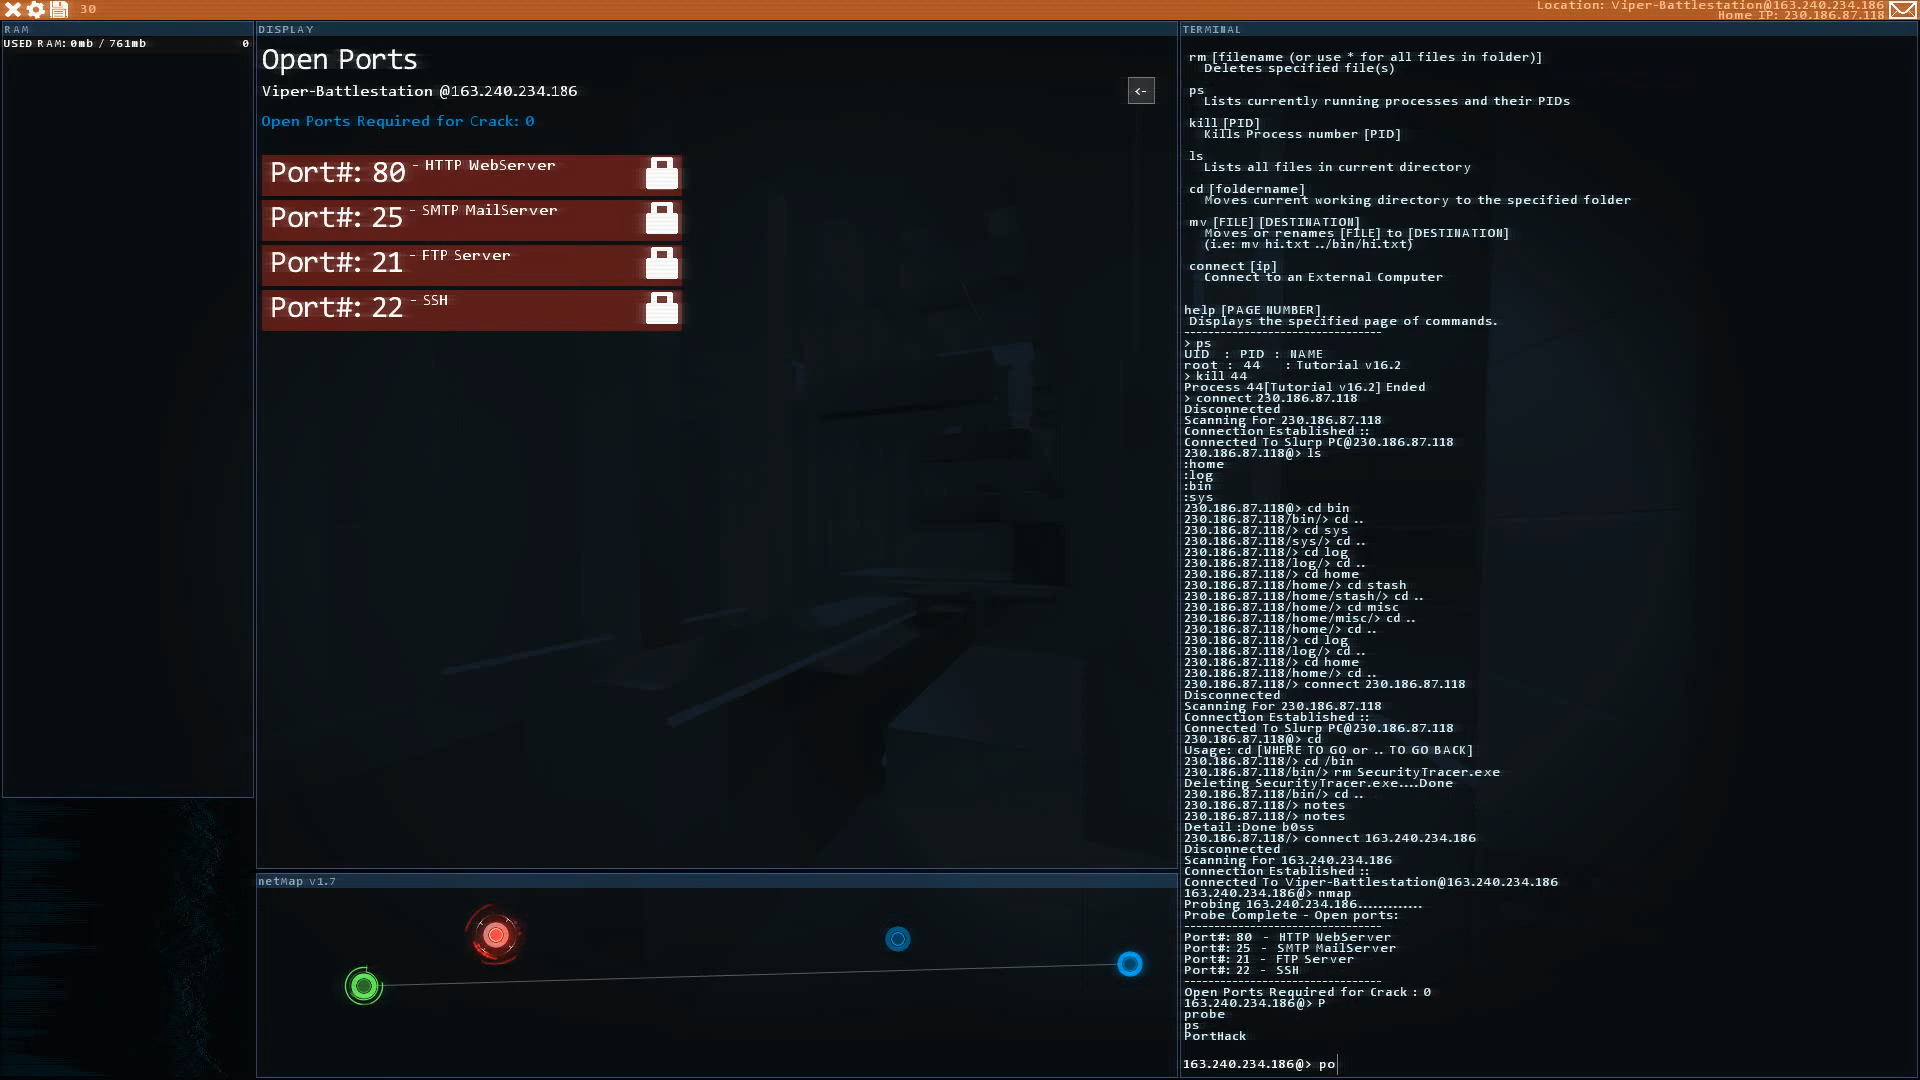 30
Location: Viper-Battlestation@163.240.234.186
Home IP: 230.186.87.118
RAM
USED RAM: 0mb / 761mb 0
DISPLAY
Open Ports
Viper-Battlestation @163.240.234.186
<-
Open Ports Required for Crack: 0
Port#: 80 - HTTP WebServer
Port#: 25 - SMTP MailServer
Port#: 21 - FTP Server
Port#: 22 - SSH
netMap v1.7
TERMINAL
rm [filename (or use * for all files in folder)]
Deletes specified file(s)
ps
Lists currently running processes and their PIDs
kill [PID]
Kills Process number [PID]
ls
Lists all files in current directory
cd [foldername]
Moves current working directory to the specified folder
mv [FILE] [DESTINATION]
Moves or renames [FILE] to [DESTINATION]
(i.e: mv hi.txt ../bin/hi.txt)
connect [ip]
Connect to an External Computer
help [PAGE NUMBER]
Displays the specified page of commands.
---------------------------------
> ps
UID : PID : NAME
root : 44 : Tutorial v16.2
> kill 44
Process 44[Tutorial v16.2] Ended
> connect 230.186.87.118
Disconnected
Scanning For 230.186.87.118
Connection Established ::
Connected To Slurp PC@230.186.87.118
230.186.87.118@> ls
:home
:log
:bin
:sys
230.186.87.118@> cd bin
230.186.87.118/bin/> cd ..
230.186.87.118/> cd sys
230.186.87.118/sys/> cd ..
230.186.87.118/> cd log
230.186.87.118/log/> cd ..
230.186.87.118/> cd home
230.186.87.118/home/> cd stash
230.186.87.118/home/stash/> cd ..
230.186.87.118/home/> cd misc
230.186.87.118/home/misc/> cd ..
230.186.87.118/home/> cd ..
230.186.87.118/> cd log
230.186.87.118/log/> cd ..
230.186.87.118/> cd home
230.186.87.118/home/> cd ..
230.186.87.118/> connect 230.186.87.118
Disconnected
Scanning For 230.186.87.118
Connection Established ::
Connected To Slurp PC@230.186.87.118
230.186.87.118@> cd
Usage: cd [WHERE TO GO or .. TO GO BACK]
230.186.87.118/> cd /bin
230.186.87.118/bin/> rm SecurityTracer.exe
Deleting SecurityTracer.exe....Done
230.186.87.118/bin/> cd ..
230.186.87.118/> notes
230.186.87.118/> notes
Detail :Done b0ss
230.186.87.118/> connect 163.240.234.186
Disconnected
Scanning For 163.240.234.186
Connection Established ::
Connected To Viper-Battlestation@163.240.234.186
163.240.234.186@> nmap
Probing 163.240.234.186.............
Probe Complete - Open ports:
---------------------------------
Port#: 80 - HTTP WebServer
Port#: 25 - SMTP MailServer
Port#: 21 - FTP Server
Port#: 22 - SSH
---------------------------------
Open Ports Required for Crack : 0
163.240.234.186@> P
probe
ps
PortHack
163.240.234.186@> po